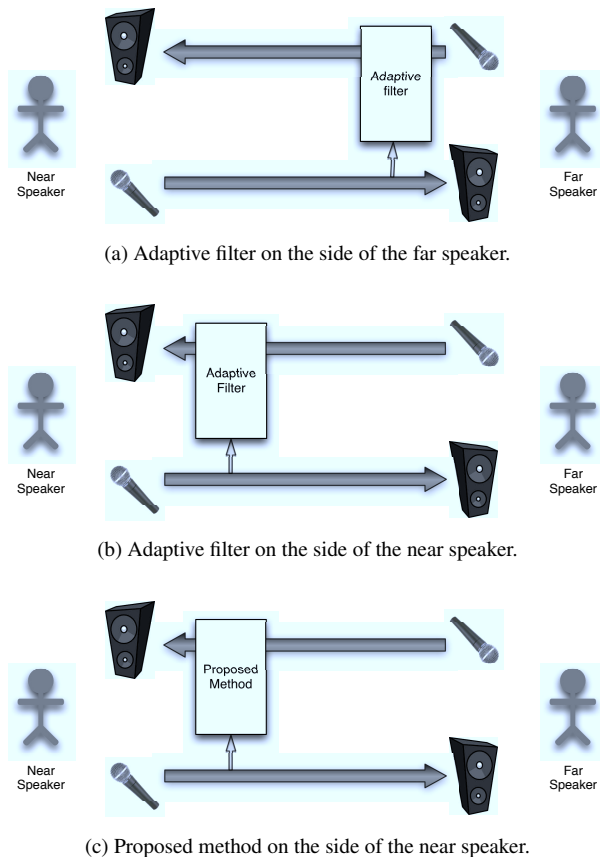 Adaptive
filter
Near
Speaker
Far
Speaker
(a) Adaptive filter on the side of the far speaker.
Adaptive
Filter
Near
Speaker
Far
Speaker
(b) Adaptive filter on the side of the near speaker.
Proposed
Method
Near
Speaker
Far
Speaker
(c) Proposed method on the side of the near speaker.